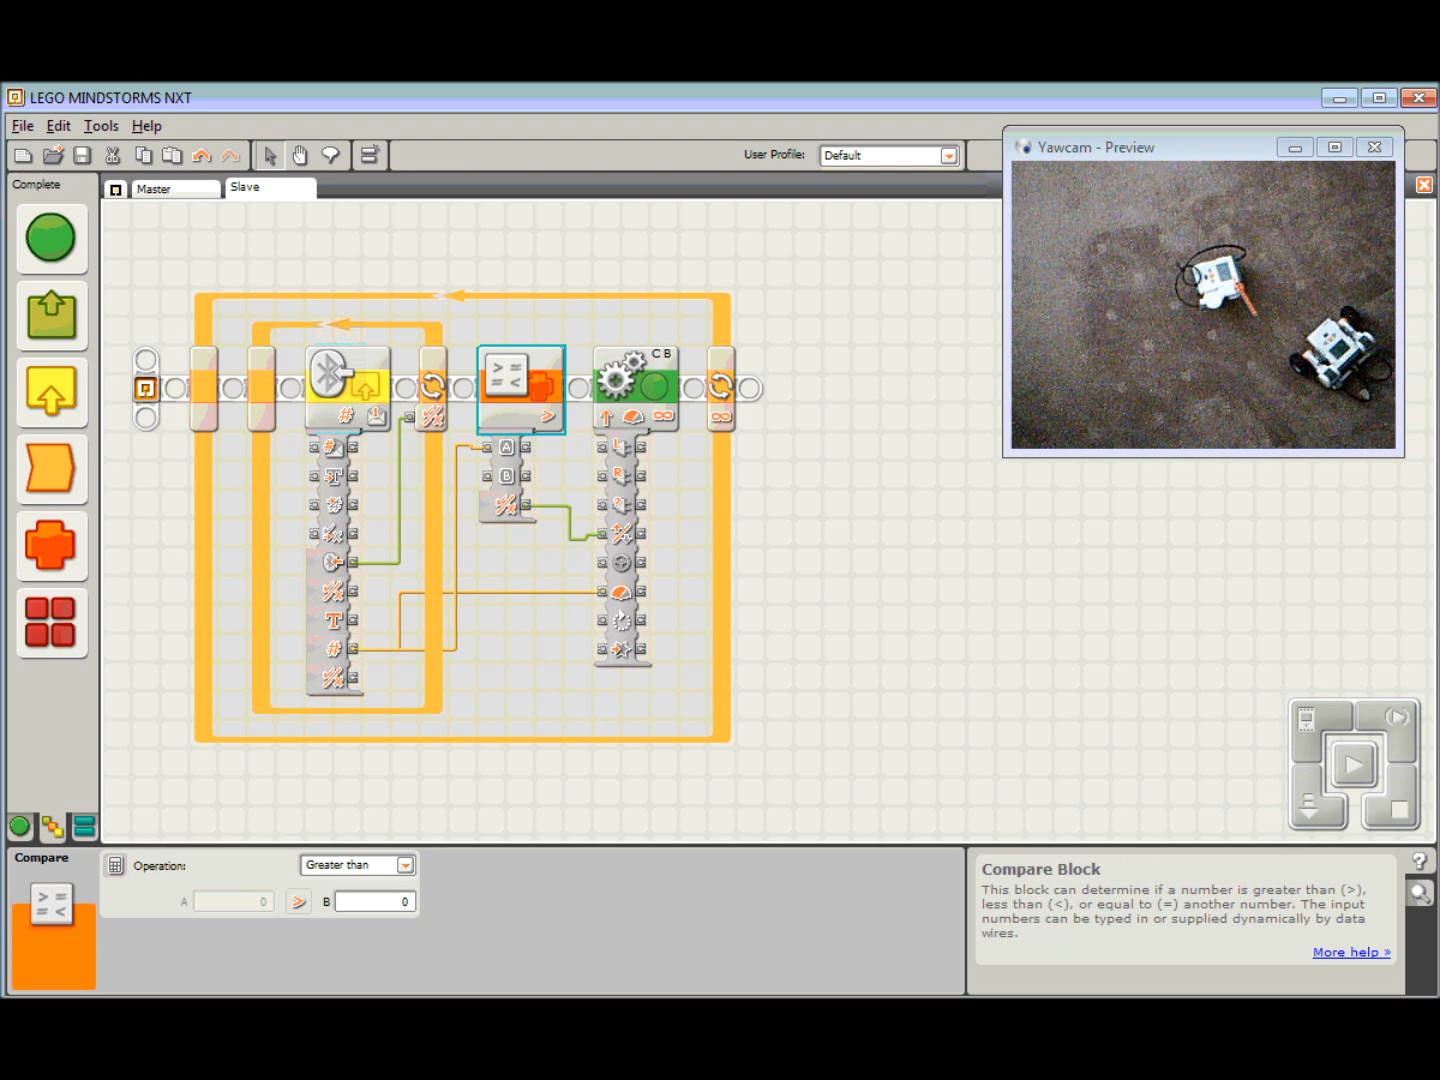 LEGO MINDSTORMS NXT
File Edit Tools Help
Yawcam - Preview
User Profile: Default
Complete
Master
Slave
C B
#
>
L
#
A
T
B
R
#
?
T
#
Compare
Operation: Greater than
A 0 > B 0
Compare Block
This block can determine if a number is greater than (>),
less than (<), or equal to (=) another number. The input
numbers can be typed in or supplied dynamically by data
wires.
More help »
?